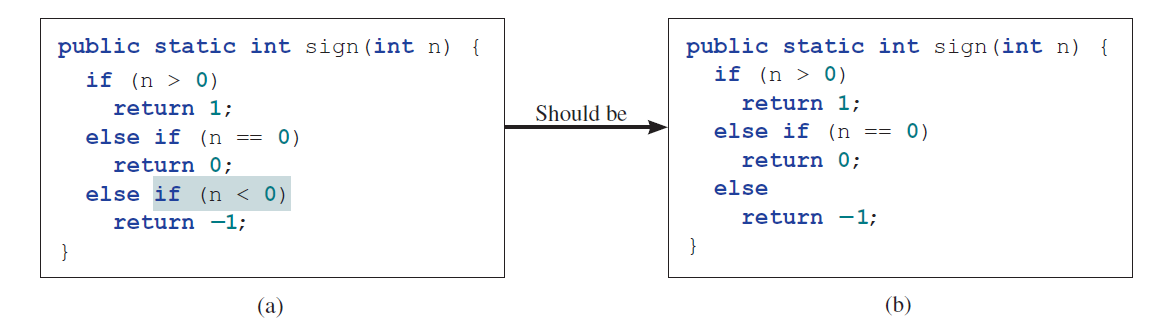 public static int sign(int n) {
if (n > 0)
return 1;
else if (n == 0)
return 0;
else if (n < 0)
return –1;
}
(a)
Should be
public static int sign(int n) {
if (n > 0)
return 1;
else if (n == 0)
return 0;
else
return –1;
}
(b)